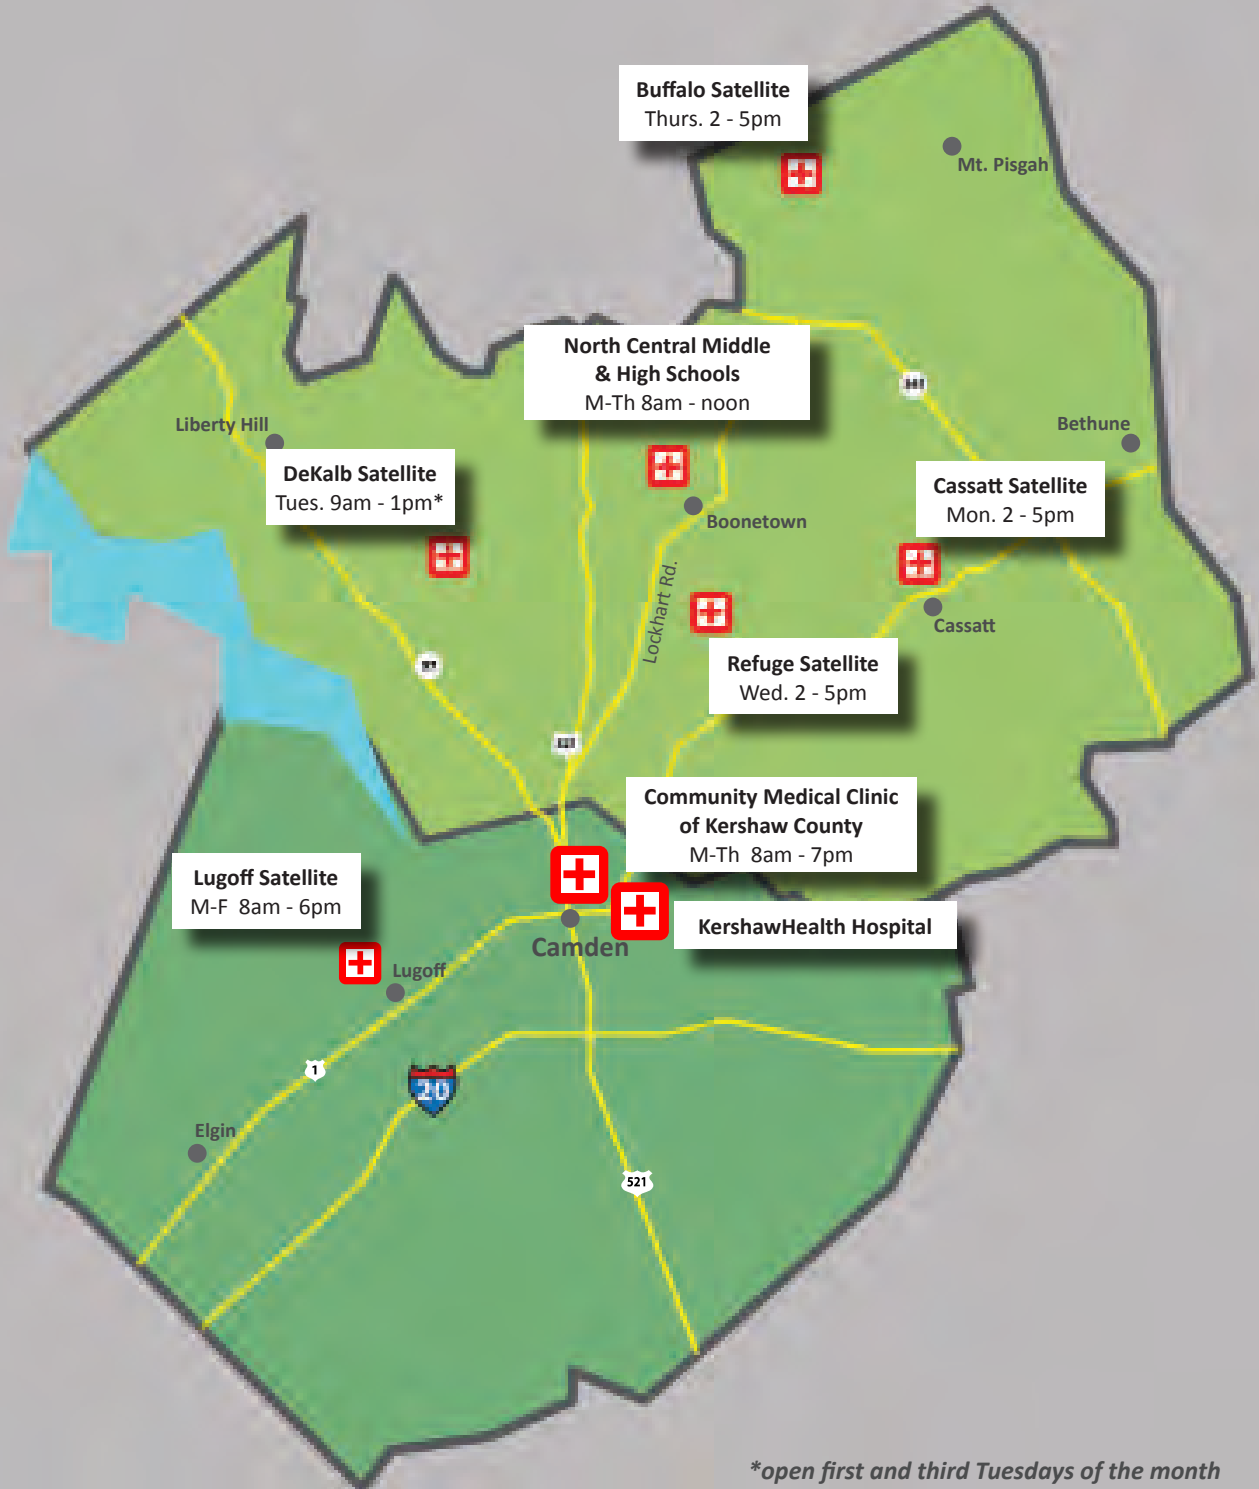 Buffalo Satellite
Thurs. 2 - 5pm
Mt. Pisgah
North Central Middle
& High Schools
M-Th 8am - noon
Liberty Hill
Bethune
DeKalb Satellite
Tues. 9am - 1pm*
Cassatt Satellite
Mon. 2 - 5pm
Boonetown
Lockhart Rd.
Cassatt
Refuge Satellite
Wed. 2 - 5pm
Community Medical Clinic
of Kershaw County
M-Th 8am - 7pm
Lugoff Satellite
M-F 8am - 6pm
KershawHealth Hospital
Camden
Lugoff
1
20
Elgin
521
*open first and third Tuesdays of the month